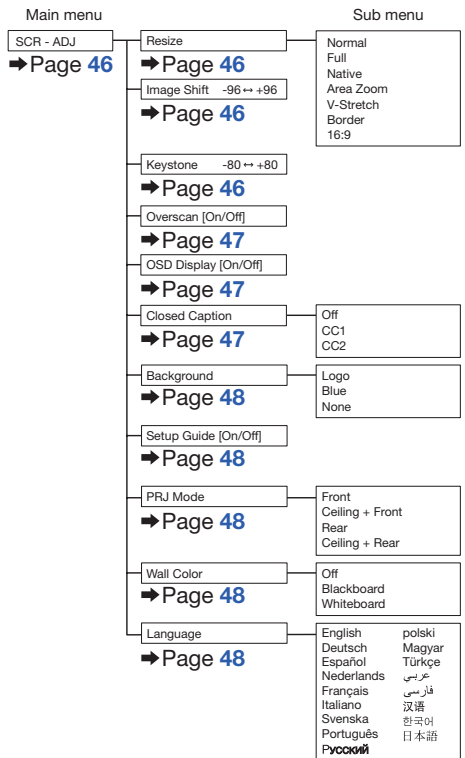 Main menu
Sub menu
SCR - ADJ
➡Page 46
Resize
➡Page 46
Normal
Full
Native
Area Zoom
V-Stretch
Border
16:9
Image Shift -96 ↔ +96
➡Page 46
Keystone -80 ↔ +80
➡Page 46
Overscan [On/Off]
➡Page 47
OSD Display [On/Off]
➡Page 47
Closed Caption
➡Page 47
Off
CC1
CC2
Background
➡Page 48
Logo
Blue
None
Setup Guide [On/Off]
➡Page 48
PRJ Mode
➡Page 48
Front
Ceiling + Front
Rear
Ceiling + Rear
Wall Color
➡Page 48
Off
Blackboard
Whiteboard
Language
➡Page 48
English
Deutsch
Español
Nederlands
Français
Italiano
Svenska
Português
Русский
polski
Magyar
Türkçe
عربي
فارسی
汉语
한국어
日本語